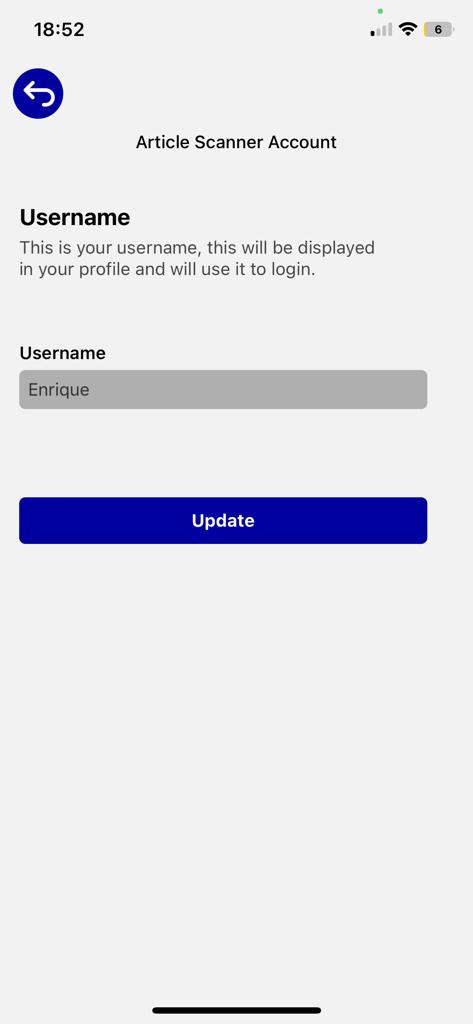 18:52
6
Article Scanner Account
Username
This is your username, this will be displayed
in your profile and will use it to login.
Username
Enrique
Update